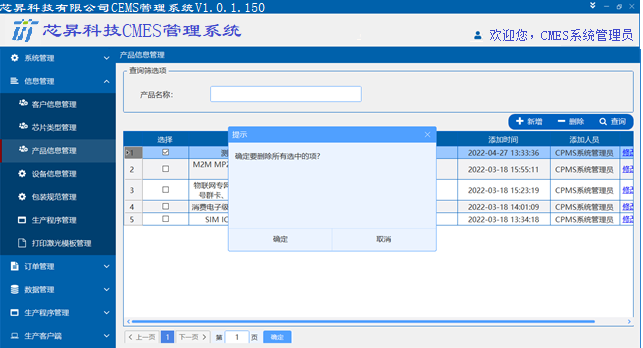 芯昇科技有限公司CEMS管理系统V1.0.1.150
芯昇科技CMES管理系统
欢迎您，CMES系统管理员
系统管理
产品信息管理
信息管理
查询筛选项
客户信息管理
产品名称：
芯片类型管理
新增 删除 查询
产品信息管理
选择 添加时间 添加人员
提示
1 测 2022-04-27 13:33:36 CPMS系统管理员 修改
确定要删除所有选中的项?
2 M2M MP2 2022-03-18 15:55:11 CPMS系统管理员 修改
设备信息管理
3 物联网专网
号群卡、 2022-03-18 15:23:19 CPMS系统管理员 修改
包装规范管理
4 消费电子级 2022-03-18 14:01:09 CPMS系统管理员 修改
5 SIM IC 2022-03-18 13:34:18 CPMS系统管理员 修改
生产程序管理
打印激光模板管理
确定 取消
订单管理
数据管理
生产程序管理
生产客户端
上一页 1 下一页 第 1 页 确定